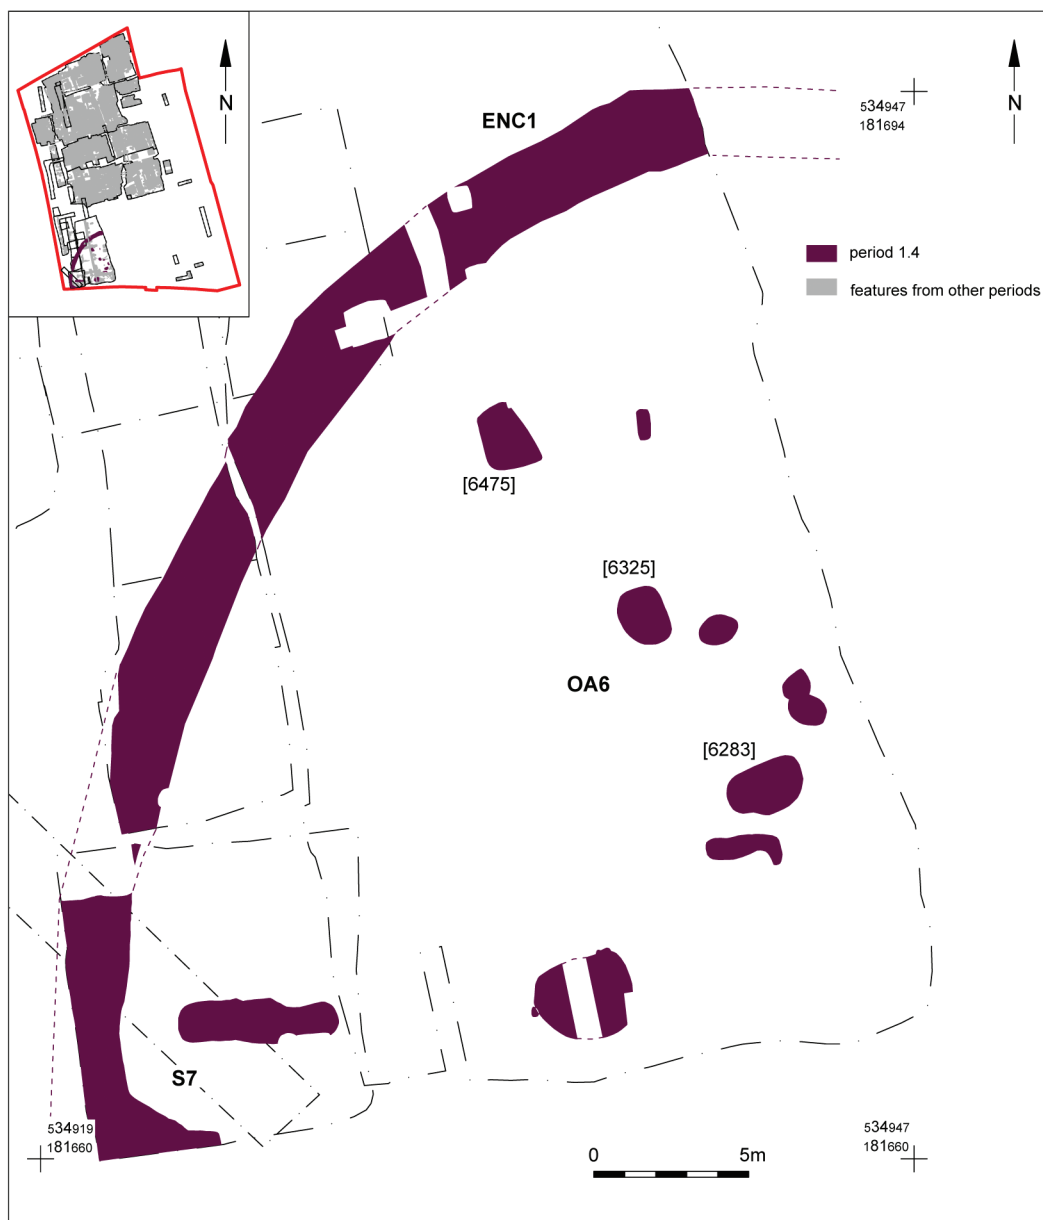 N
N
ENC1
534947
181694
period 1.4
features from other periods
[6475]
[6325]
OA6
[6283]
S7
534919
181660
534947
181660
0 5m